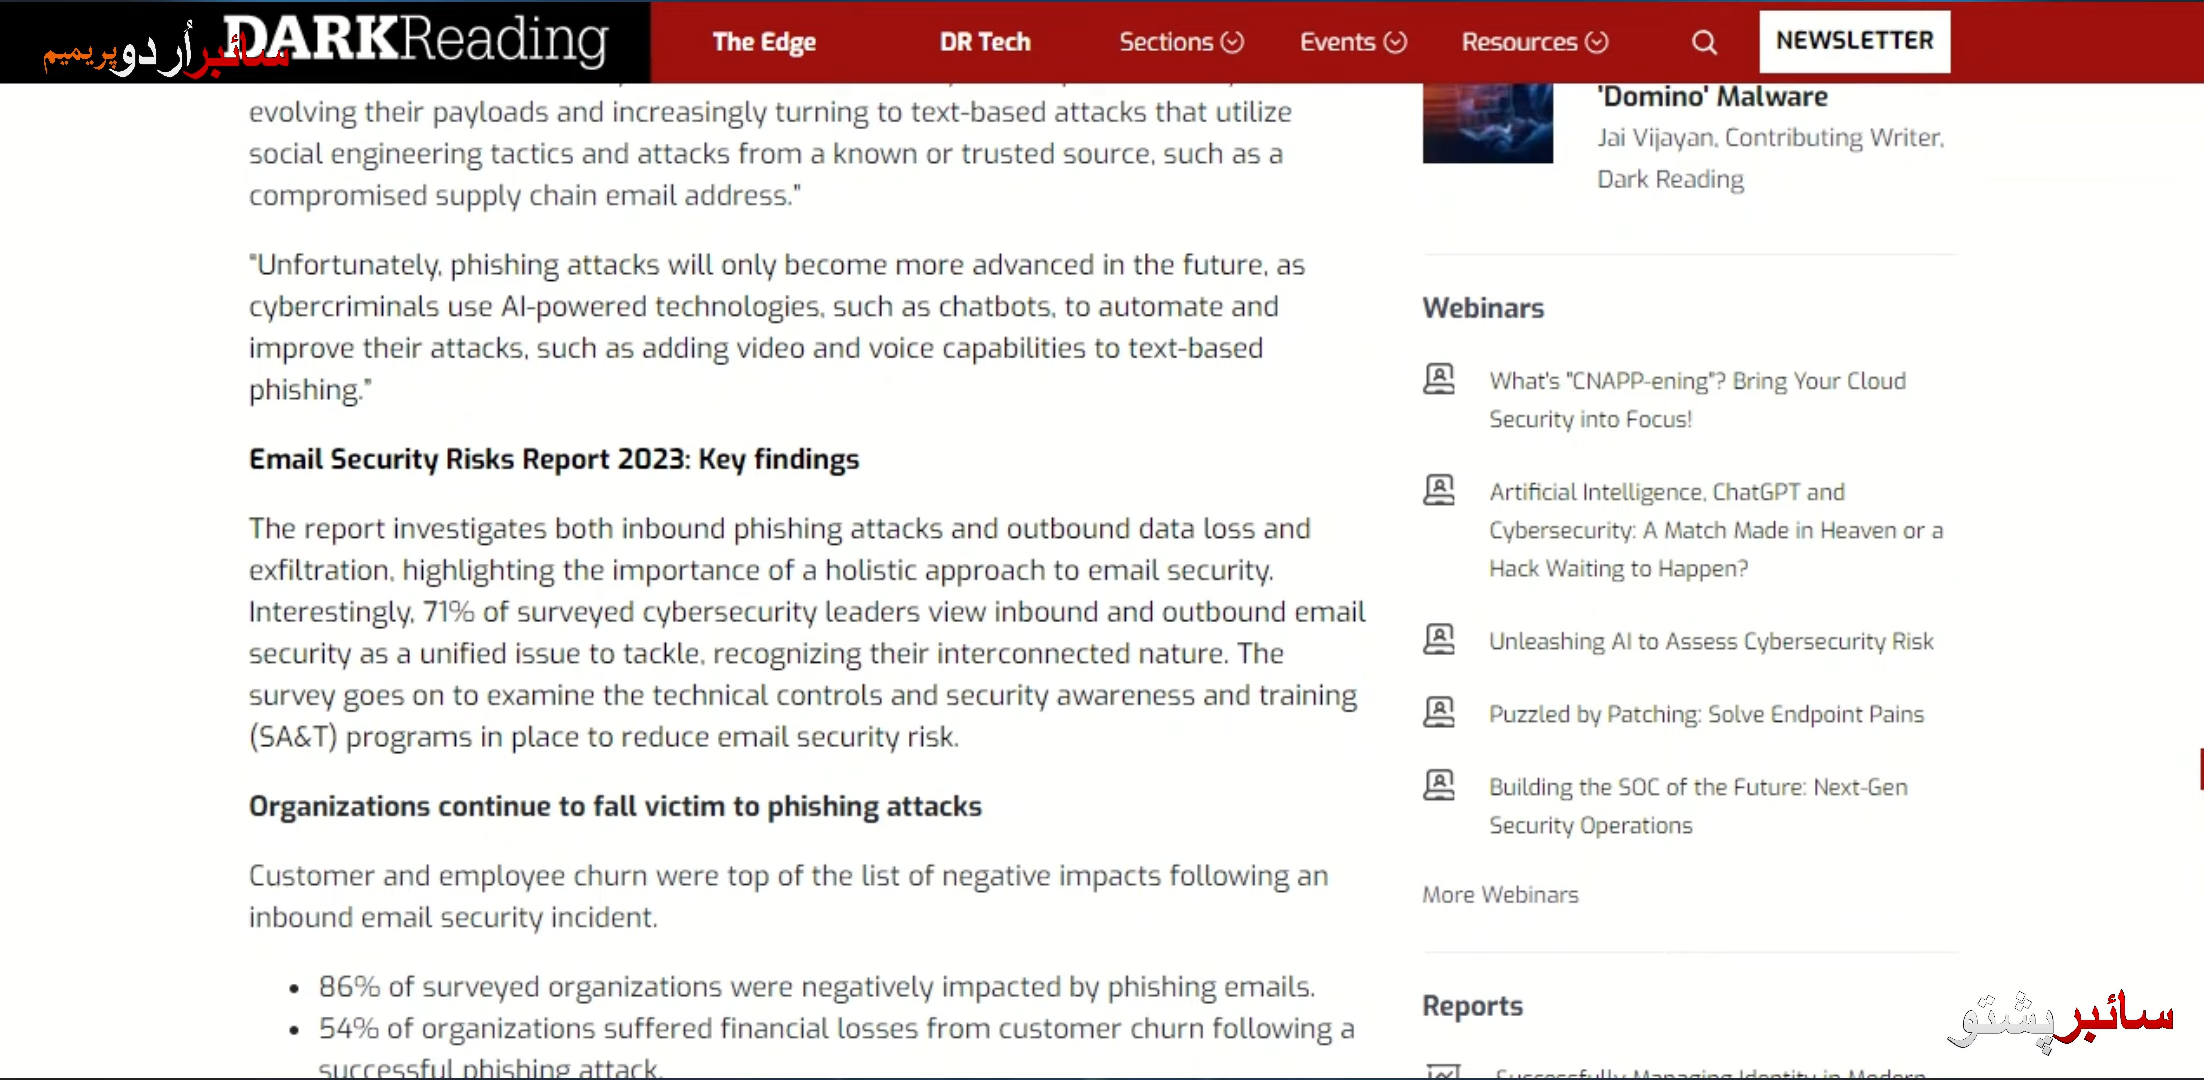 DARKReading
سائبر أردو پریمیم
The Edge
DR Tech
Sections
Events
Resources
NEWSLETTER
evolving their payloads and increasingly turning to text-based attacks that utilize
social engineering tactics and attacks from a known or trusted source, such as a
compromised supply chain email address."
"Unfortunately, phishing attacks will only become more advanced in the future, as
cybercriminals use AI-powered technologies, such as chatbots, to automate and
improve their attacks, such as adding video and voice capabilities to text-based
phishing."
Email Security Risks Report 2023: Key findings
The report investigates both inbound phishing attacks and outbound data loss and
exfiltration, highlighting the importance of a holistic approach to email security.
Interestingly, 71% of surveyed cybersecurity leaders view inbound and outbound email
security as a unified issue to tackle, recognizing their interconnected nature. The
survey goes on to examine the technical controls and security awareness and training
(SA&T) programs in place to reduce email security risk.
Organizations continue to fall victim to phishing attacks
Customer and employee churn were top of the list of negative impacts following an
inbound email security incident.
• 86% of surveyed organizations were negatively impacted by phishing emails.
• 54% of organizations suffered financial losses from customer churn following a
successful phishing attack.
'Domino' Malware
Jai Vijayan, Contributing Writer,
Dark Reading
Webinars
What's "CNAPP-ening"? Bring Your Cloud
Security into Focus!
Artificial Intelligence, ChatGPT and
Cybersecurity: A Match Made in Heaven or a
Hack Waiting to Happen?
Unleashing AI to Assess Cybersecurity Risk
Puzzled by Patching: Solve Endpoint Pains
Building the SOC of the Future: Next-Gen
Security Operations
More Webinars
Reports
Successfully Managing Identity in Modern
سائبر پشتو